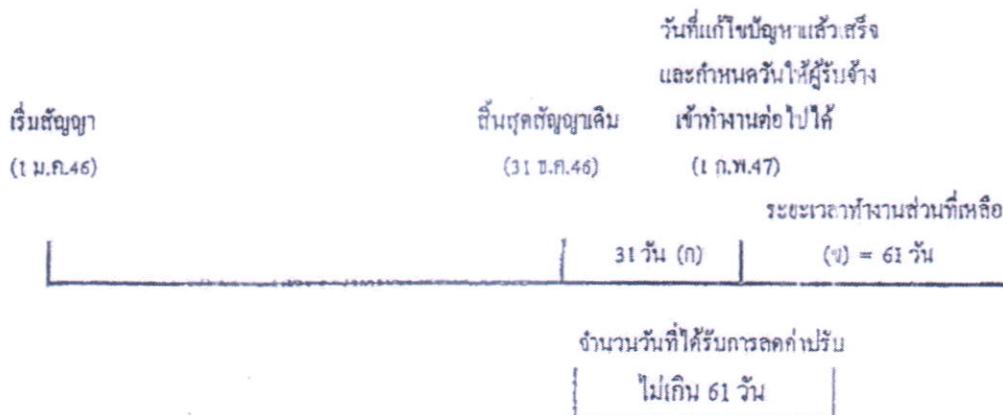 วันที่แก้ไขปัญหาแล้วเสร็จ
และกำหนดวันให้ผู้รับจ้าง
เริ่มสัญญา สิ้นสุดสัญญาเดิม เข้าทำงานต่อไปได้
(1 ม.ค.46) (31 ธ.ค.46) (1 ก.พ.47)
ระยะเวลาทำงานส่วนที่เหลือ
31 วัน (ก) (ข) = 61 วัน
จำนวนวันที่ได้รับการลดค่าปรับ
ไม่เกิน 61 วัน